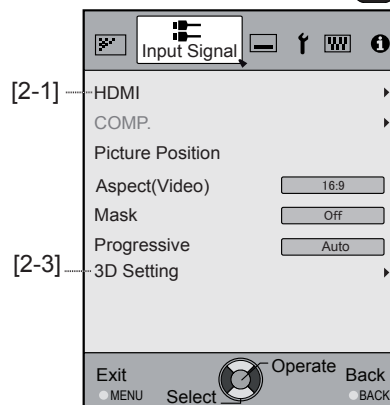 Input Signal
[2-1] HDMI
COMP.
Picture Position
Aspect(Video) 16:9
Mask Off
Progressive Auto
[2-3] 3D Setting
Exit Operate Back
MENU Select BACK